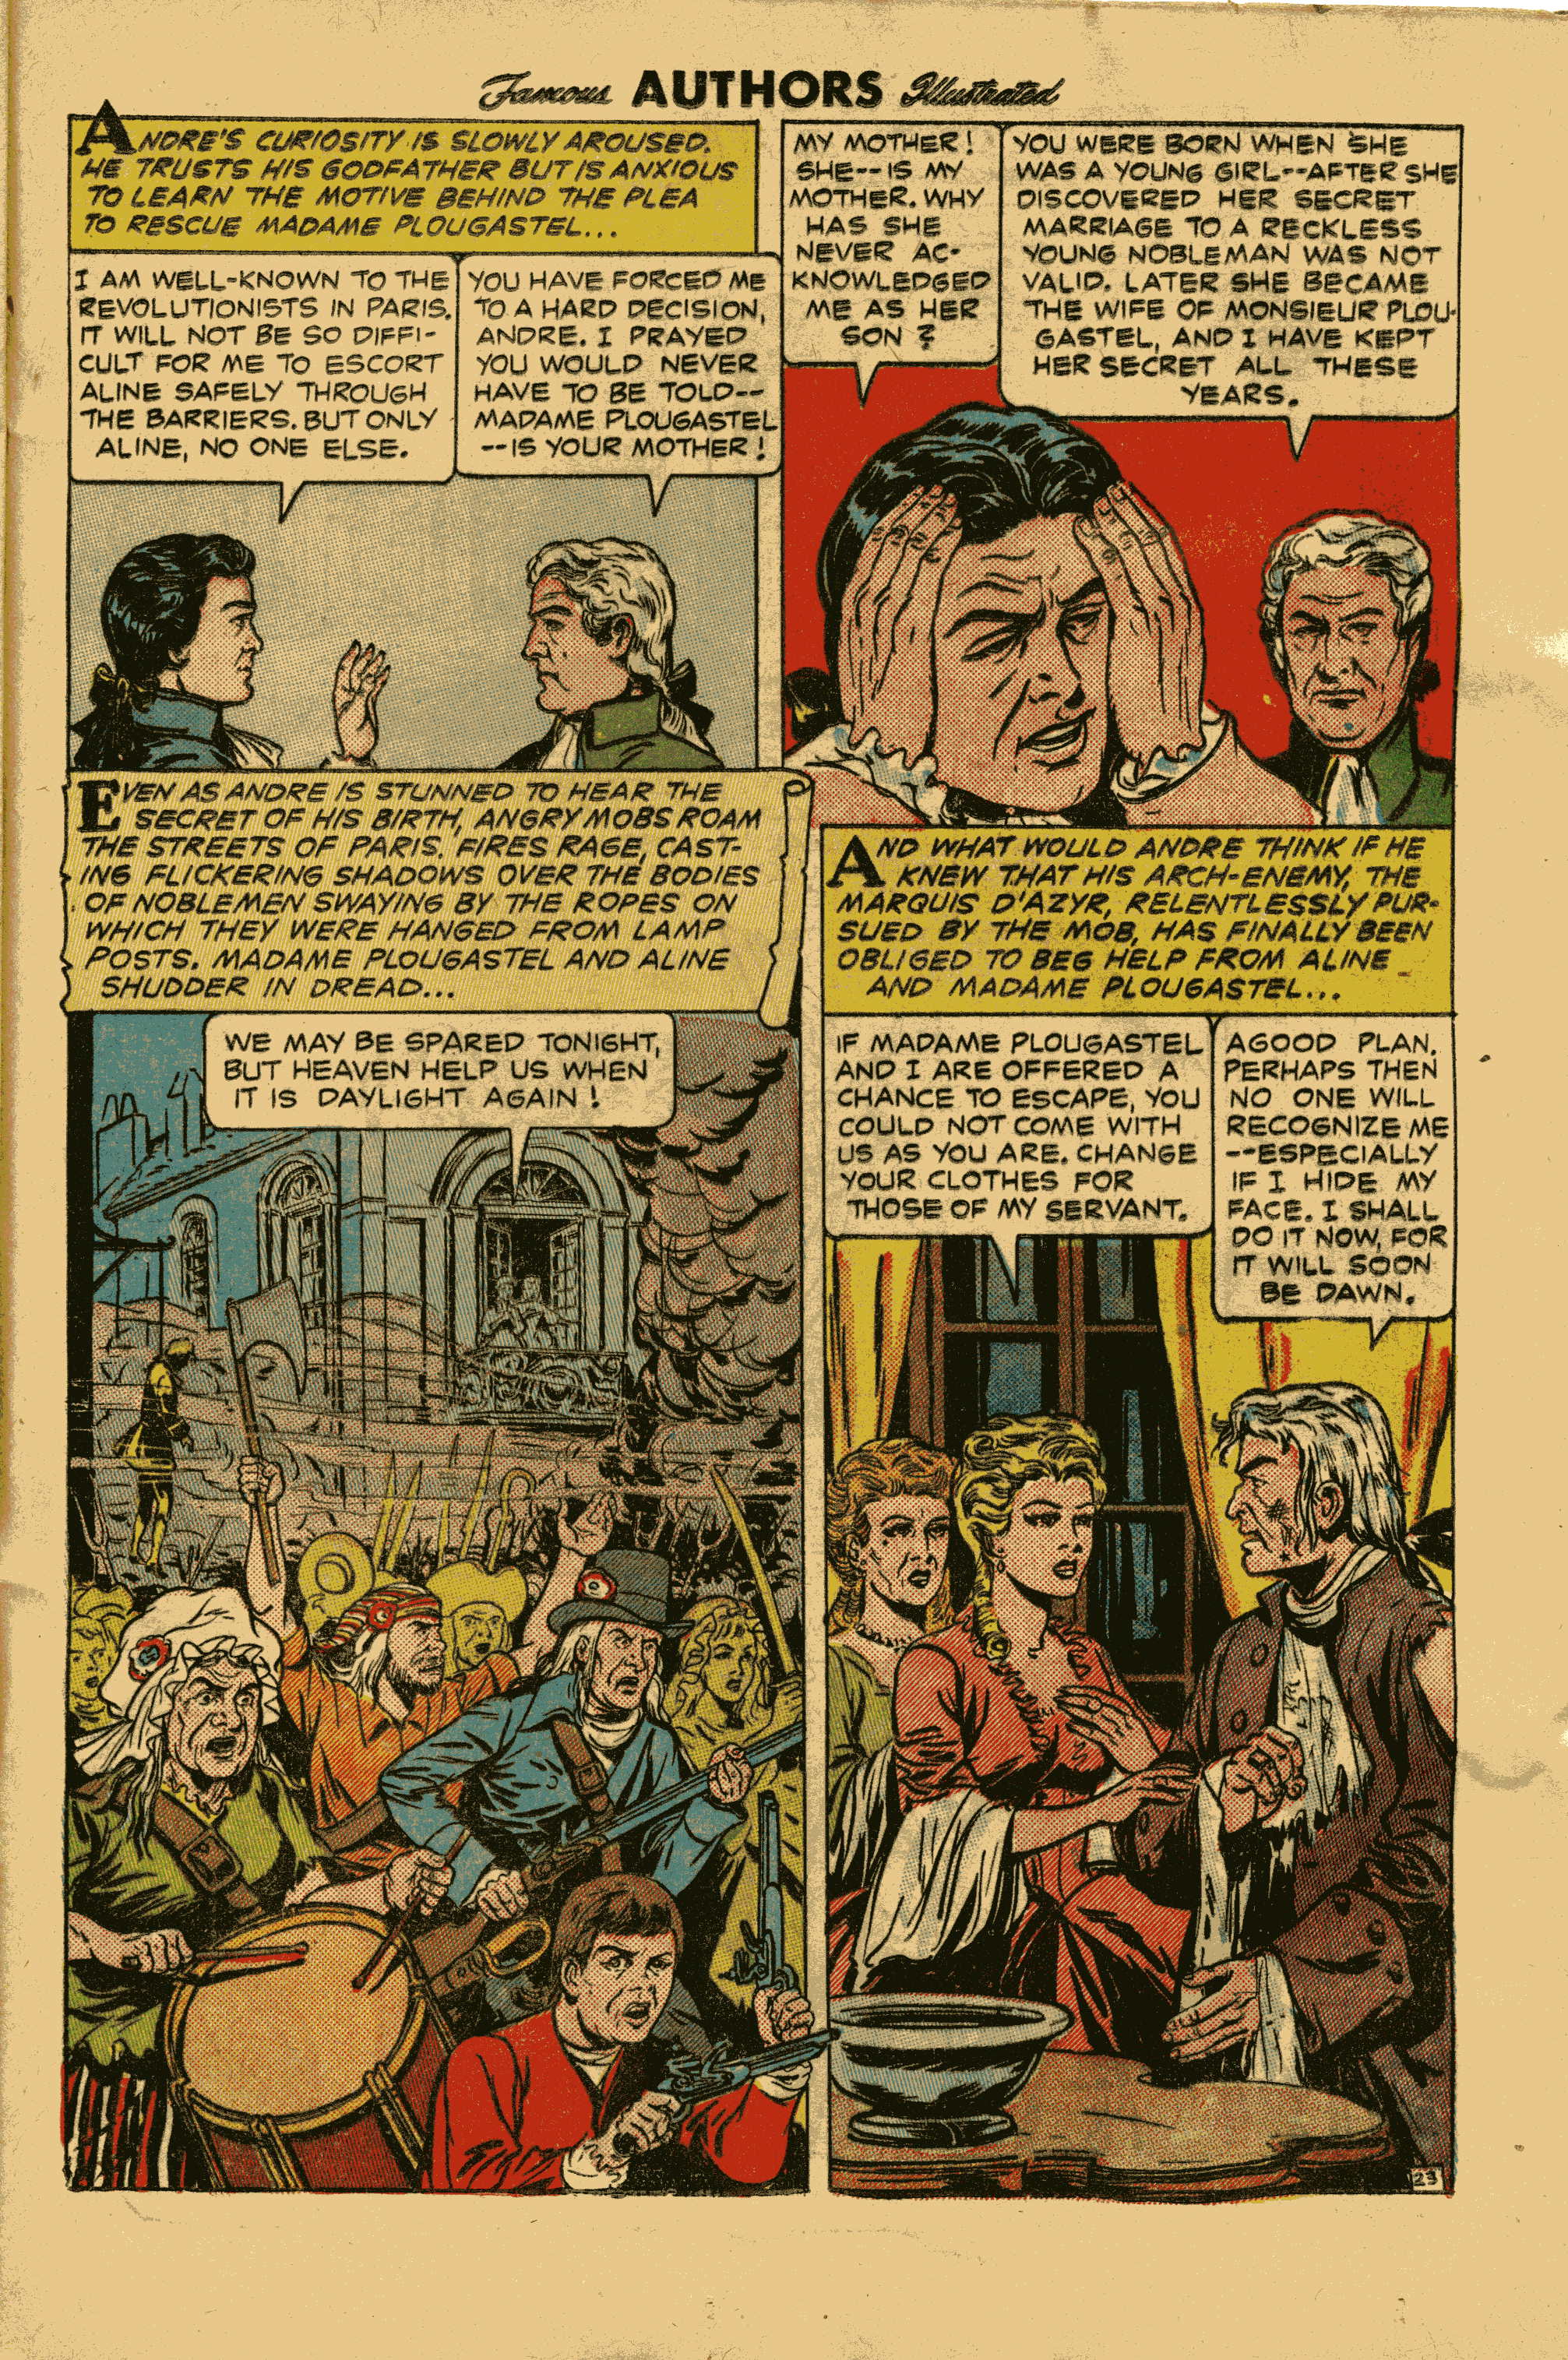 Famous AUTHORS Illustrated
ANDRE'S CURIOSITY IS SLOWLY AROUSED.
HE TRUSTS HIS GODFATHER BUT IS ANXIOUS
TO LEARN THE MOTIVE BEHIND THE PLEA
TO RESCUE MADAME PLOUGASTEL...
I AM WELL-KNOWN TO THE
REVOLUTIONISTS IN PARIS.
IT WILL NOT BE SO DIFFI-
CULT FOR ME TO ESCORT
ALINE SAFELY THROUGH
THE BARRIERS. BUT ONLY
ALINE, NO ONE ELSE.
YOU HAVE FORCED ME
TO A HARD DECISION,
ANDRE. I PRAYED
YOU WOULD NEVER
HAVE TO BE TOLD--
MADAME PLOUGASTEL
--IS YOUR MOTHER!
MY MOTHER!
SHE--IS MY
MOTHER. WHY
HAS SHE
NEVER AC-
KNOWLEDGED
ME AS HER
SON?
YOU WERE BORN WHEN SHE
WAS A YOUNG GIRL--AFTER SHE
DISCOVERED HER SECRET
MARRIAGE TO A RECKLESS
YOUNG NOBLEMAN WAS NOT
VALID. LATER SHE BECAME
THE WIFE OF MONSIEUR PLOU-
GASTEL, AND I HAVE KEPT
HER SECRET ALL THESE
YEARS.
EVEN AS ANDRE IS STUNNED TO HEAR THE
SECRET OF HIS BIRTH, ANGRY MOBS ROAM
THE STREETS OF PARIS. FIRES RAGE, CAST-
ING FLICKERING SHADOWS OVER THE BODIES
OF NOBLEMEN SWAYING BY THE ROPES ON
WHICH THEY WERE HANGED FROM LAMP
POSTS. MADAME PLOUGASTEL AND ALINE
SHUDDER IN DREAD...
WE MAY BE SPARED TONIGHT,
BUT HEAVEN HELP US WHEN
IT IS DAYLIGHT AGAIN!
AND WHAT WOULD ANDRE THINK IF HE
KNEW THAT HIS ARCH-ENEMY, THE
MARQUIS D'AZYR, RELENTLESSLY PUR-
SUED BY THE MOB, HAS FINALLY BEEN
OBLIGED TO BEG HELP FROM ALINE
AND MADAME PLOUGASTEL...
IF MADAME PLOUGASTEL
AND I ARE OFFERED A
CHANCE TO ESCAPE, YOU
COULD NOT COME WITH
US AS YOU ARE. CHANGE
YOUR CLOTHES FOR
THOSE OF MY SERVANT.
AGOOD PLAN.
PERHAPS THEN
NO ONE WILL
RECOGNIZE ME
--ESPECIALLY
IF I HIDE MY
FACE. I SHALL
DO IT NOW, FOR
IT WILL SOON
BE DAWN.
23